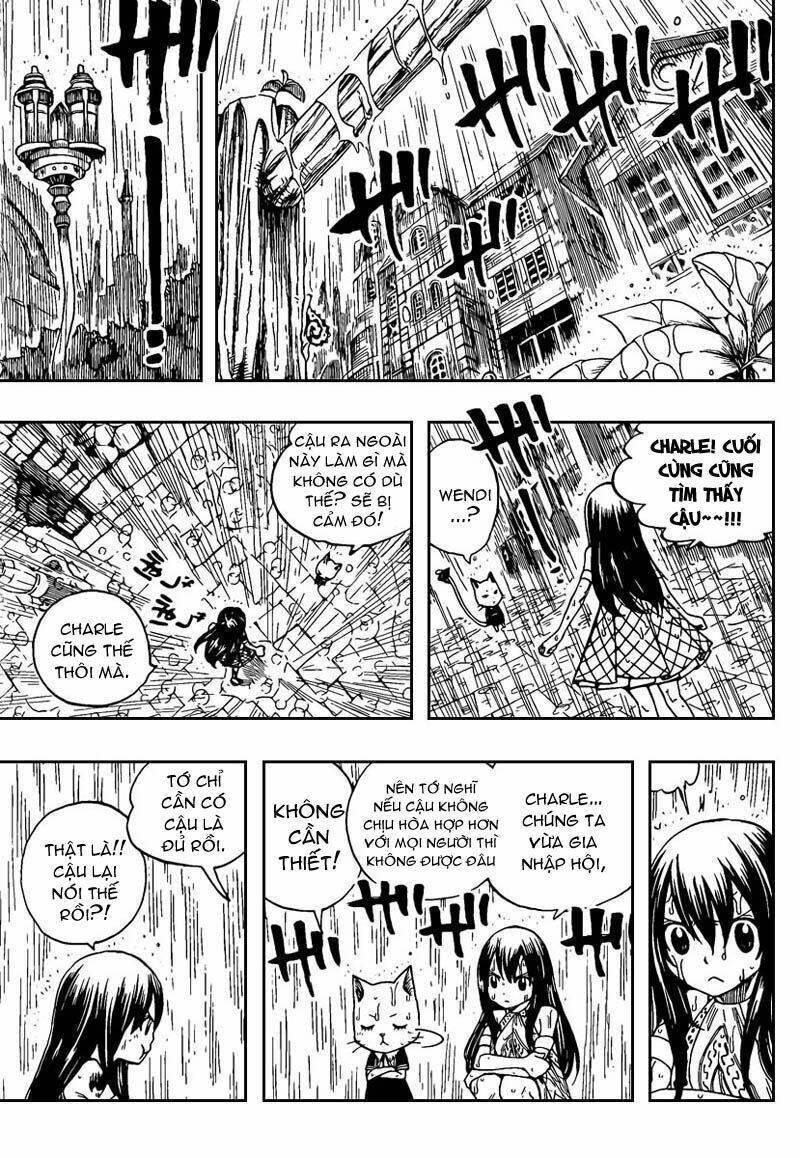 CHARLE! CUỐI
CÙNG CŨNG
TÌM THẤY
CẬU~~!!!
WENDI
...?
CẬU RA NGOÀI
NÀY LÀM GÌ MÀ
KHÔNG CÓ DÙ
THẾ? SẼ BỊ
CẢM ĐÓ!
CHARLE
CŨNG THẾ
THÔI MÀ.
CHARLE...
CHÚNG TA
VỪA GIA
NHẬP HỘI,
NÊN TỚ NGHĨ
NẾU CẬU KHÔNG
CHỊU HÒA HỢP HƠN
VỚI MỌI NGƯỜI THÌ
KHÔNG ĐƯỢC ĐÂU
KHÔNG
CẦN
THIẾT!
TỚ CHỈ
CẦN CÓ
CẬU LÀ
ĐỦ RỒI.
THẬT LÀ!!
CẬU LẠI
NÓI THẾ
RỒI?!